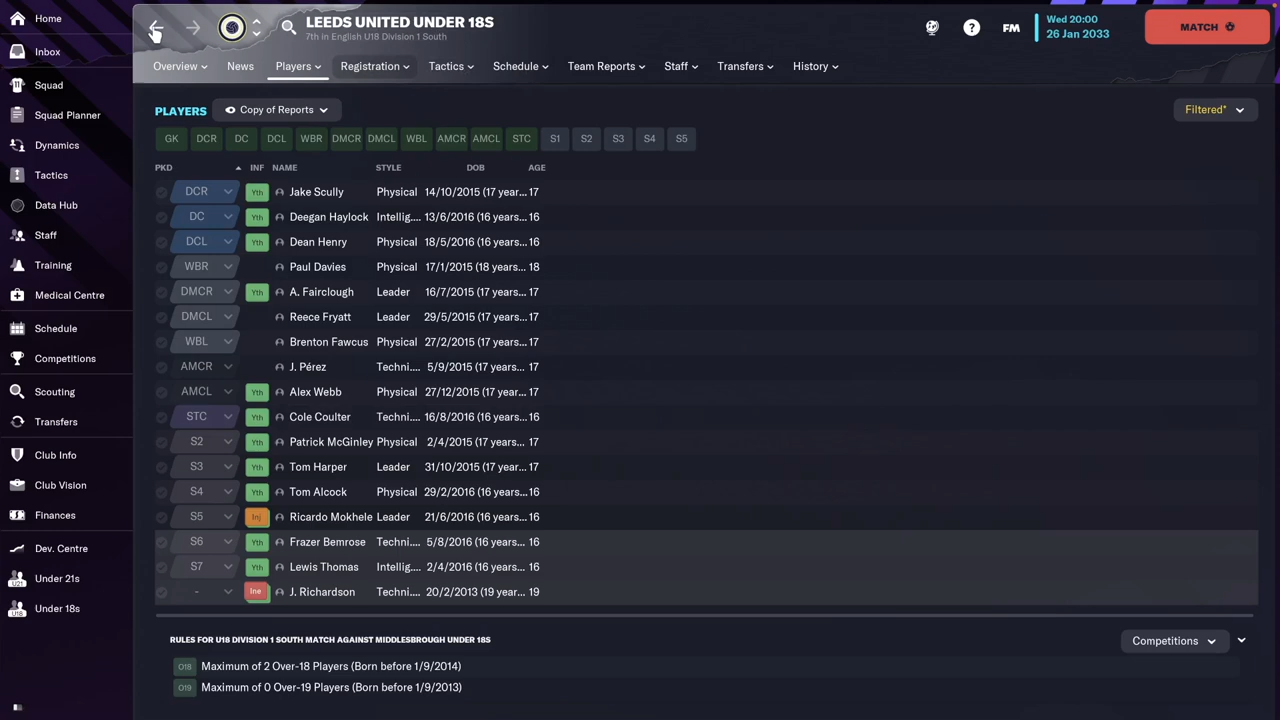 Home
LEEDS UNITED UNDER 18S
7th in English U18 Division 1 South
FM
Wed 20:00
26 Jan 2033
MATCH
Inbox
Overview News Players Registration Tactics Schedule Team Reports Staff Transfers History
Squad
Squad Planner
Dynamics
Tactics
Data Hub
Staff
Training
Medical Centre
Schedule
Competitions
Scouting
Transfers
Club Info
Club Vision
Finances
Dev. Centre
U21 Under 21s
U18 Under 18s
PLAYERS Copy of Reports Filtered*
GK DCR DC DCL WBR DMCR DMCL WBL AMCR AMCL STC S1 S2 S3 S4 S5
PKD INF NAME STYLE DOB AGE
DCR Yth Jake Scully Physical 14/10/2015 (17 year... 17
DC Yth Deegan Haylock Intellig.... 13/6/2016 (16 years... 16
DCL Yth Dean Henry Physical 18/5/2016 (16 years... 16
WBR Paul Davies Physical 17/1/2015 (18 years... 18
DMCR Yth A. Fairclough Leader 16/7/2015 (17 years... 17
DMCL Reece Fryatt Leader 29/5/2015 (17 years... 17
WBL Brenton Fawcus Physical 27/2/2015 (17 years... 17
AMCR J. Pérez Techni.... 5/9/2015 (17 years... 17
AMCL Yth Alex Webb Physical 27/12/2015 (17 years... 17
STC Yth Cole Coulter Techni.... 16/8/2016 (16 years... 16
S2 Yth Patrick McGinley Physical 2/4/2015 (17 years... 17
S3 Yth Tom Harper Leader 31/10/2015 (17 years... 17
S4 Yth Tom Alcock Physical 29/2/2016 (16 years... 16
S5 Inj Ricardo Mokhele Leader 21/6/2016 (16 years... 16
S6 Yth Frazer Bemrose Techni.... 5/8/2016 (16 years... 16
S7 Yth Lewis Thomas Intellig.... 2/4/2016 (16 years... 16
- Ine J. Richardson Techni.... 20/2/2013 (19 year... 19
RULES FOR U18 DIVISION 1 SOUTH MATCH AGAINST MIDDLESBROUGH UNDER 18S
Competitions
O18 Maximum of 2 Over-18 Players (Born before 1/9/2014)
O19 Maximum of 0 Over-19 Players (Born before 1/9/2013)